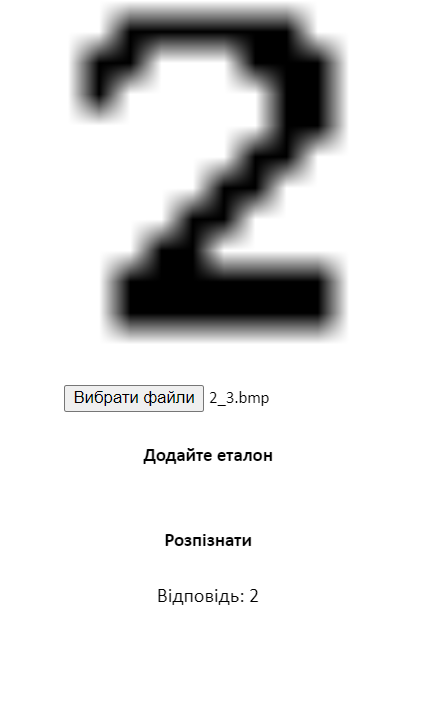 2
Вибрати файли 2_3.bmp
Додайте еталон
Розпізнати
Відповідь: 2